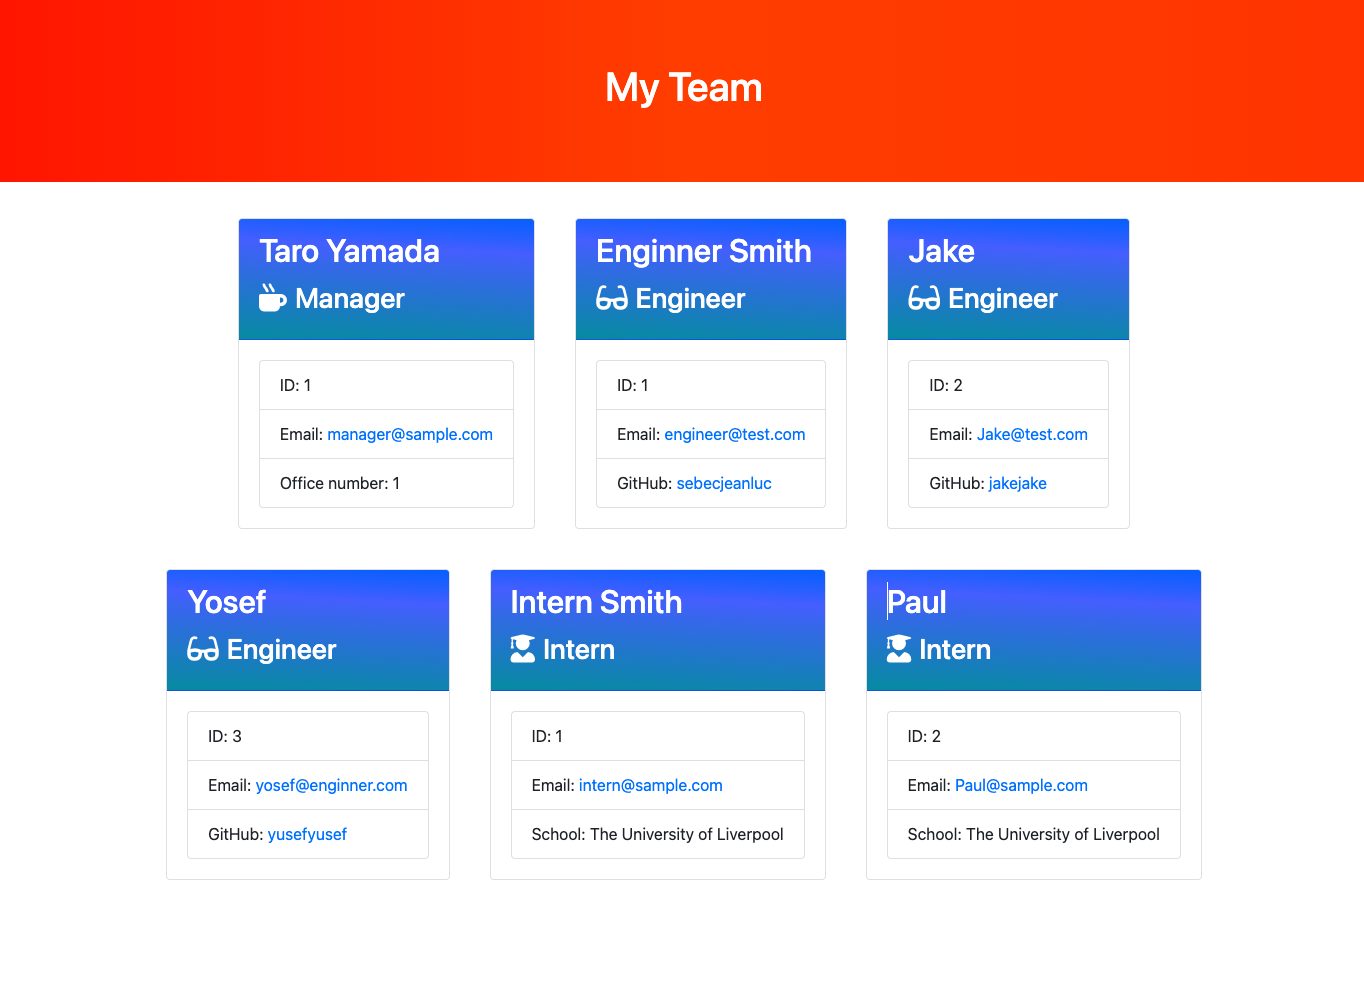 My Team
Taro Yamada
Manager
ID: 1
Email: manager@sample.com
Office number: 1
Enginner Smith
Engineer
ID: 1
Email: engineer@test.com
GitHub: sebecjeanluc
Jake
Engineer
ID: 2
Email: Jake@test.com
GitHub: jakejake
Yosef
Engineer
ID: 3
Email: yosef@enginner.com
GitHub: yusefyusef
Intern Smith
Intern
ID: 1
Email: intern@sample.com
School: The University of Liverpool
Paul
Intern
ID: 2
Email: Paul@sample.com
School: The University of Liverpool